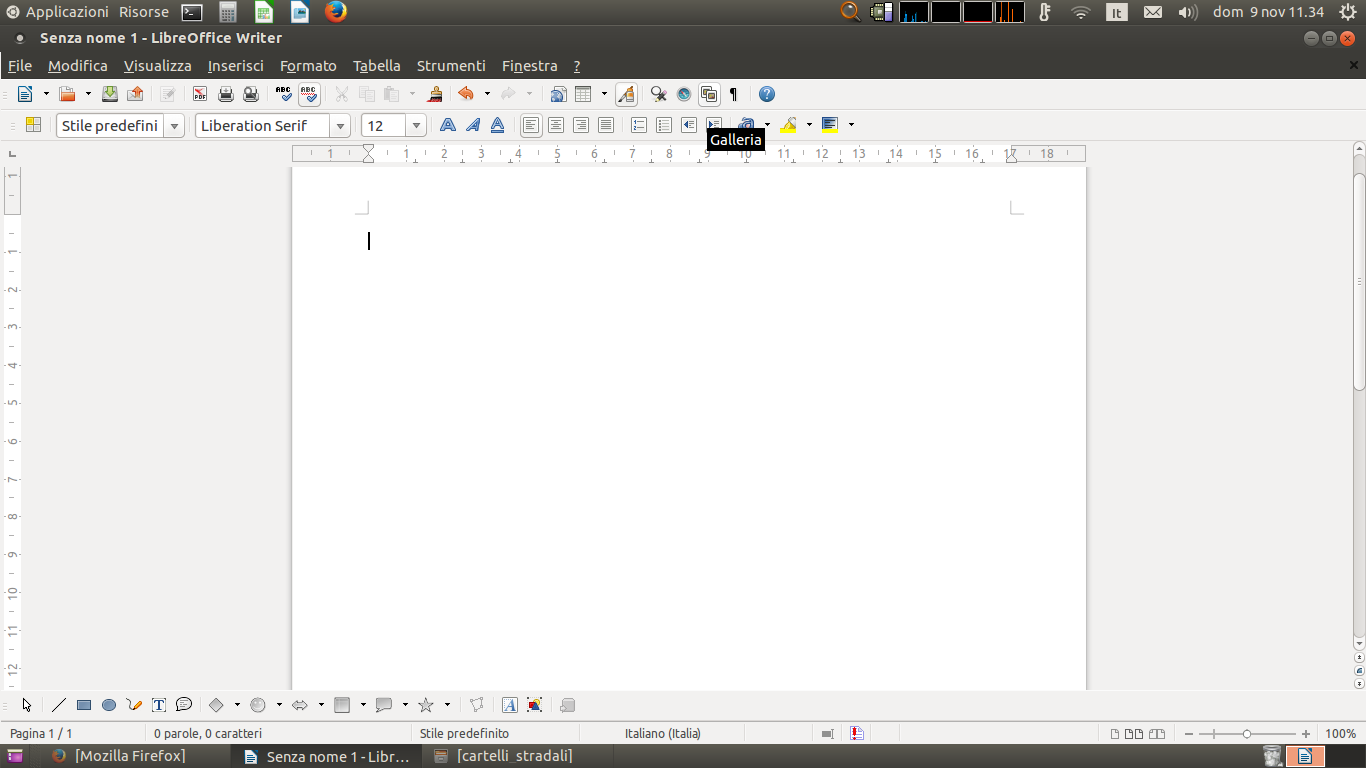 Applicazioni Risorse It dom 9 nov 11.34
Senza nome 1 - LibreOffice Writer
File Modifica Visualizza Inserisci Formato Tabella Strumenti Finestra ?
Stile predefini Liberation Serif 12
Galleria
1 1 2 3 4 5 6 7 8 9 10 11 12 13 14 15 16 17 18
1
1
2
3
4
5
6
7
8
9
10
11
12
Pagina 1 / 1 0 parole, 0 caratteri Stile predefinito Italiano (Italia) 100%
[Mozilla Firefox] Senza nome 1 - Libr... [cartelli_stradali]